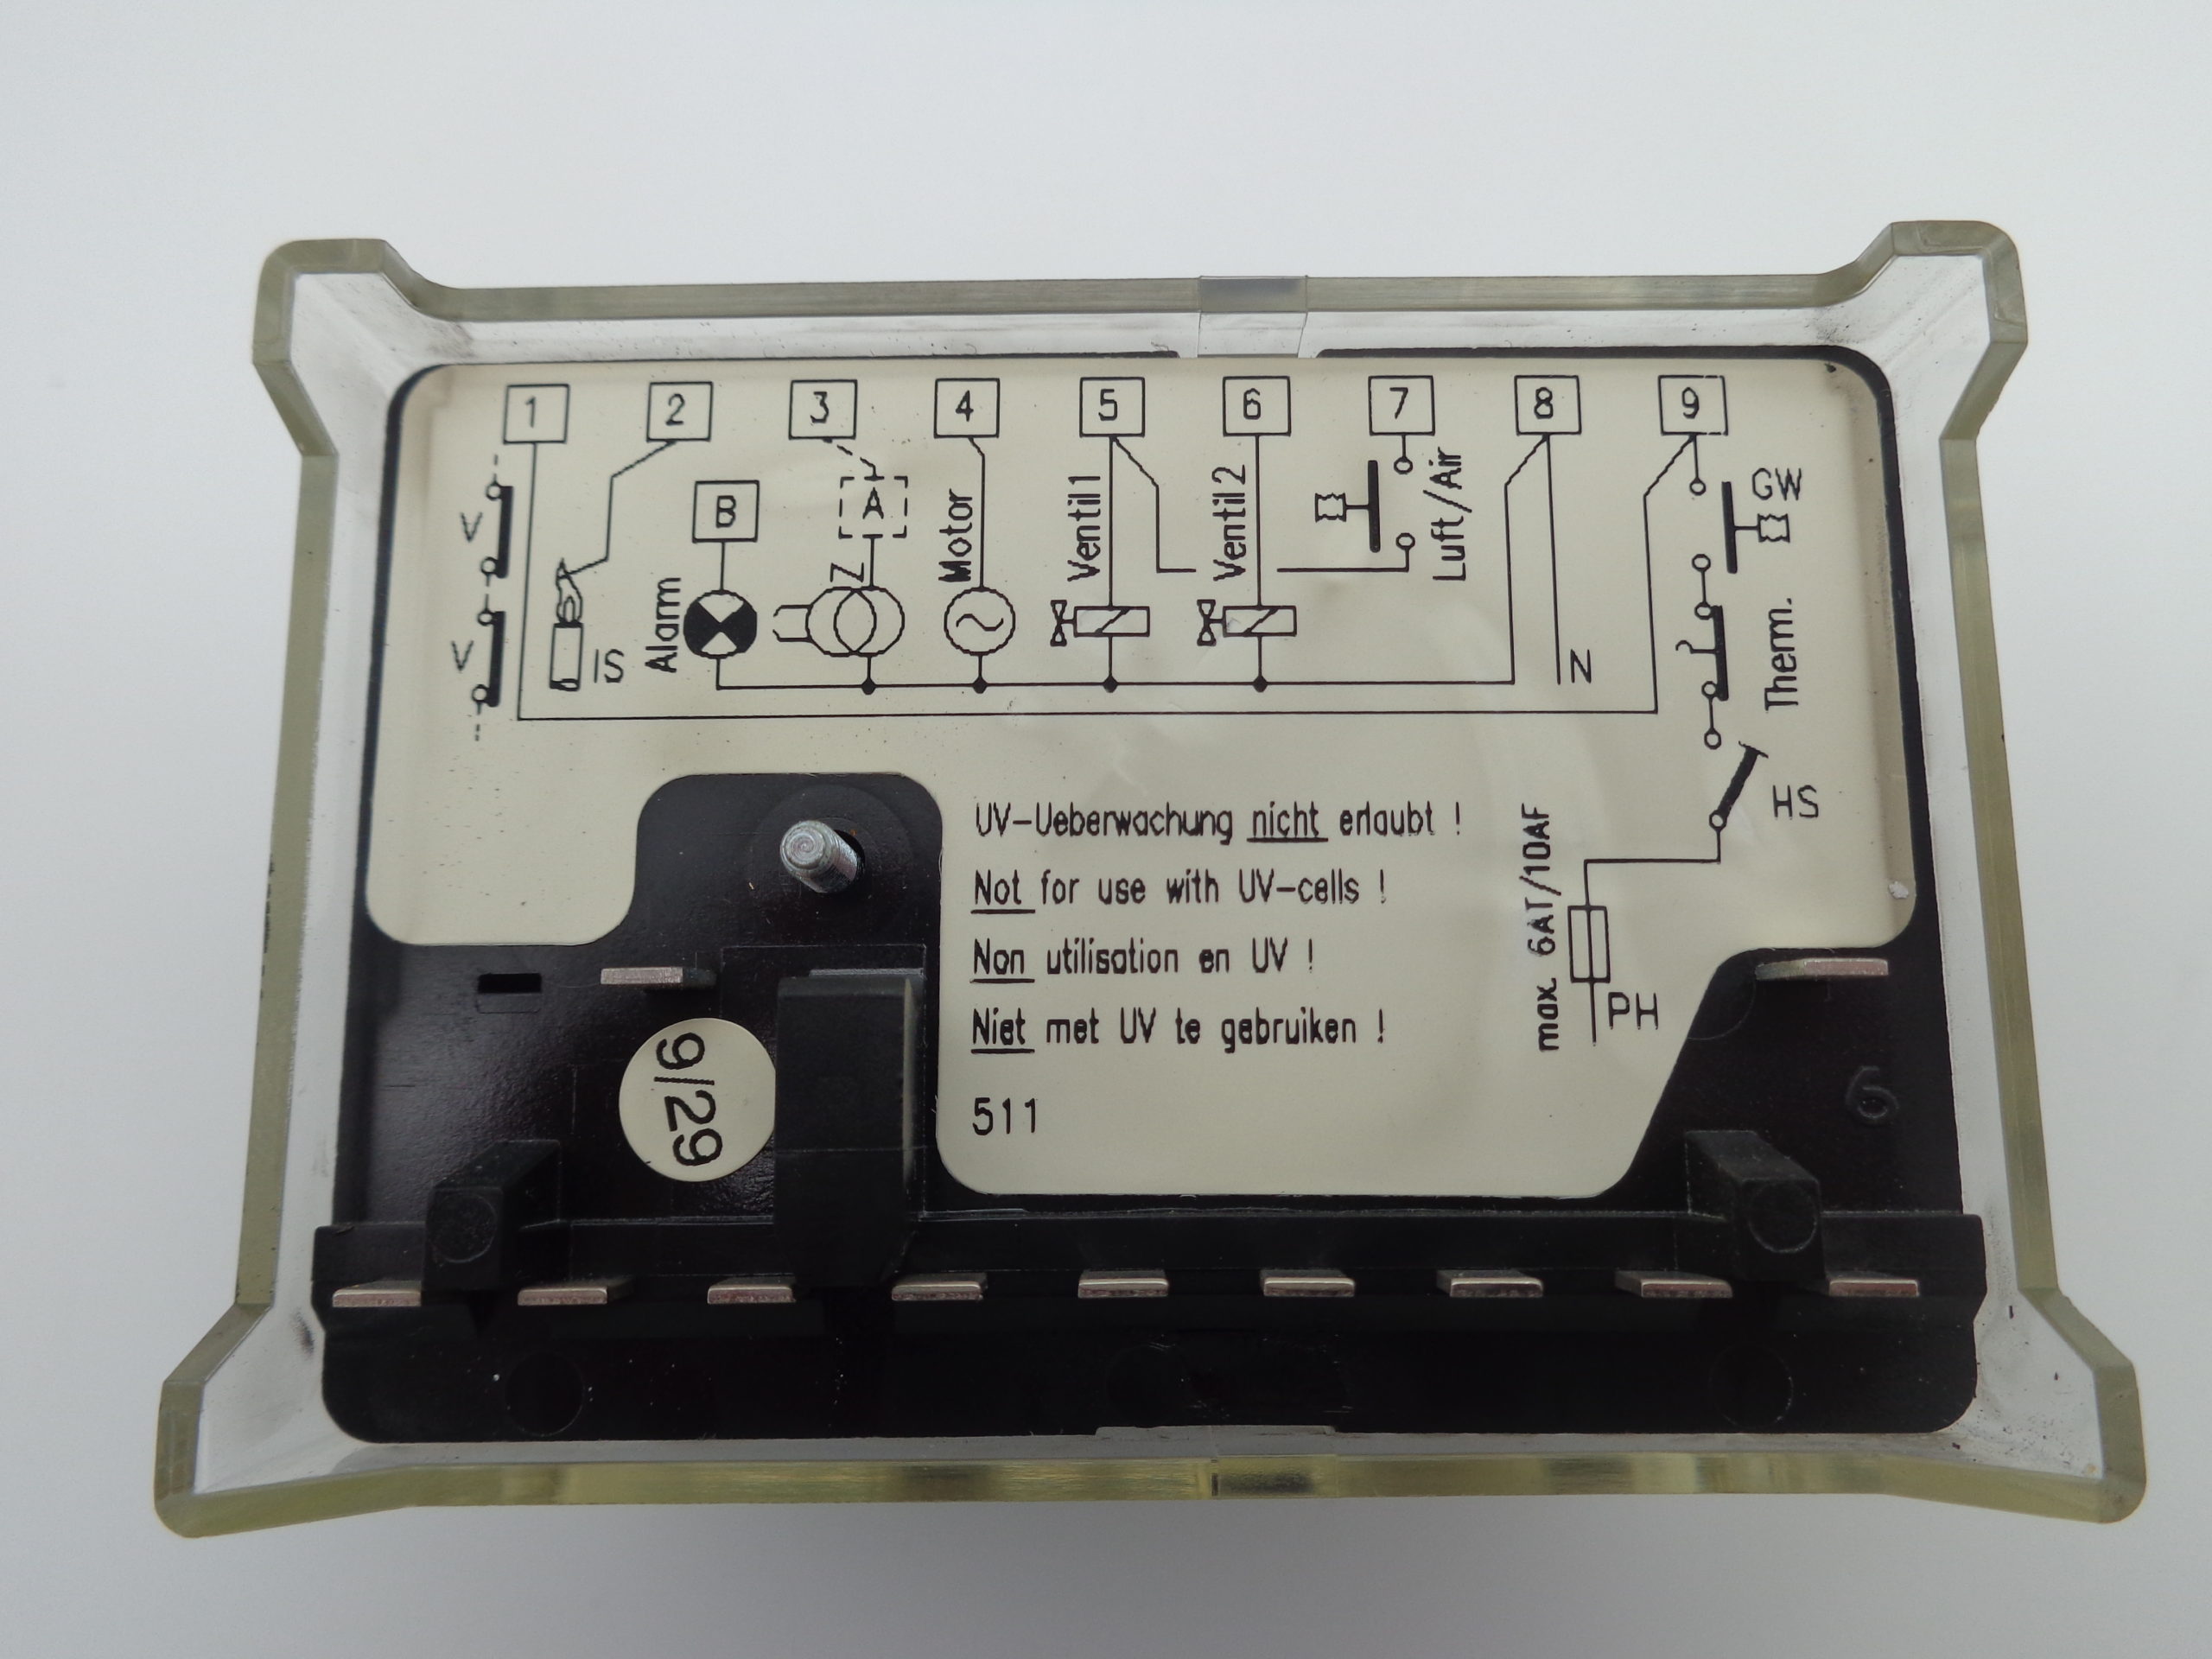 1 2 3 4 5 6 7 8 9
V
V
IS
B
Alarm
A
Z
Motor
Ventil 1
Ventil 2
Luft/Air
N
GW
Therm.
HS
max. 6AT/10AF
PH
UV-Ueberwachung nicht erlaubt !
Not for use with UV-cells !
Non utilisation en UV !
Niet met UV te gebruiken !
511
9/29
6